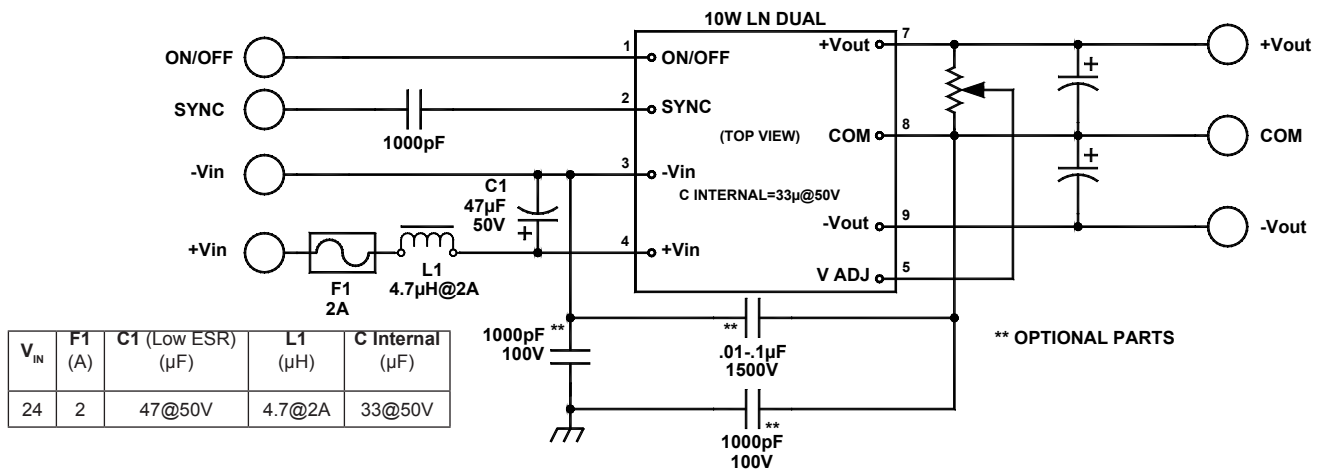 10W LN DUAL
ON/OFF
1
ON/OFF
+Vout
7
+Vout
SYNC
1000pF
2
SYNC
(TOP VIEW)
COM
8
COM
-Vin
3
-Vin
C INTERNAL=33µ@50V
C1
47µF
50V
+
+
+
-Vout
9
-Vout
+Vin
4
+Vin
V ADJ
5
F1
2A
L1
4.7µH@2A
1000pF **
100V
**
.01-.1µF
1500V
** OPTIONAL PARTS
**
1000pF
100V
VIN F1 (A) C1 (Low ESR) (µF) L1 (µH) C Internal (µF)
24 2 47@50V 4.7@2A 33@50V